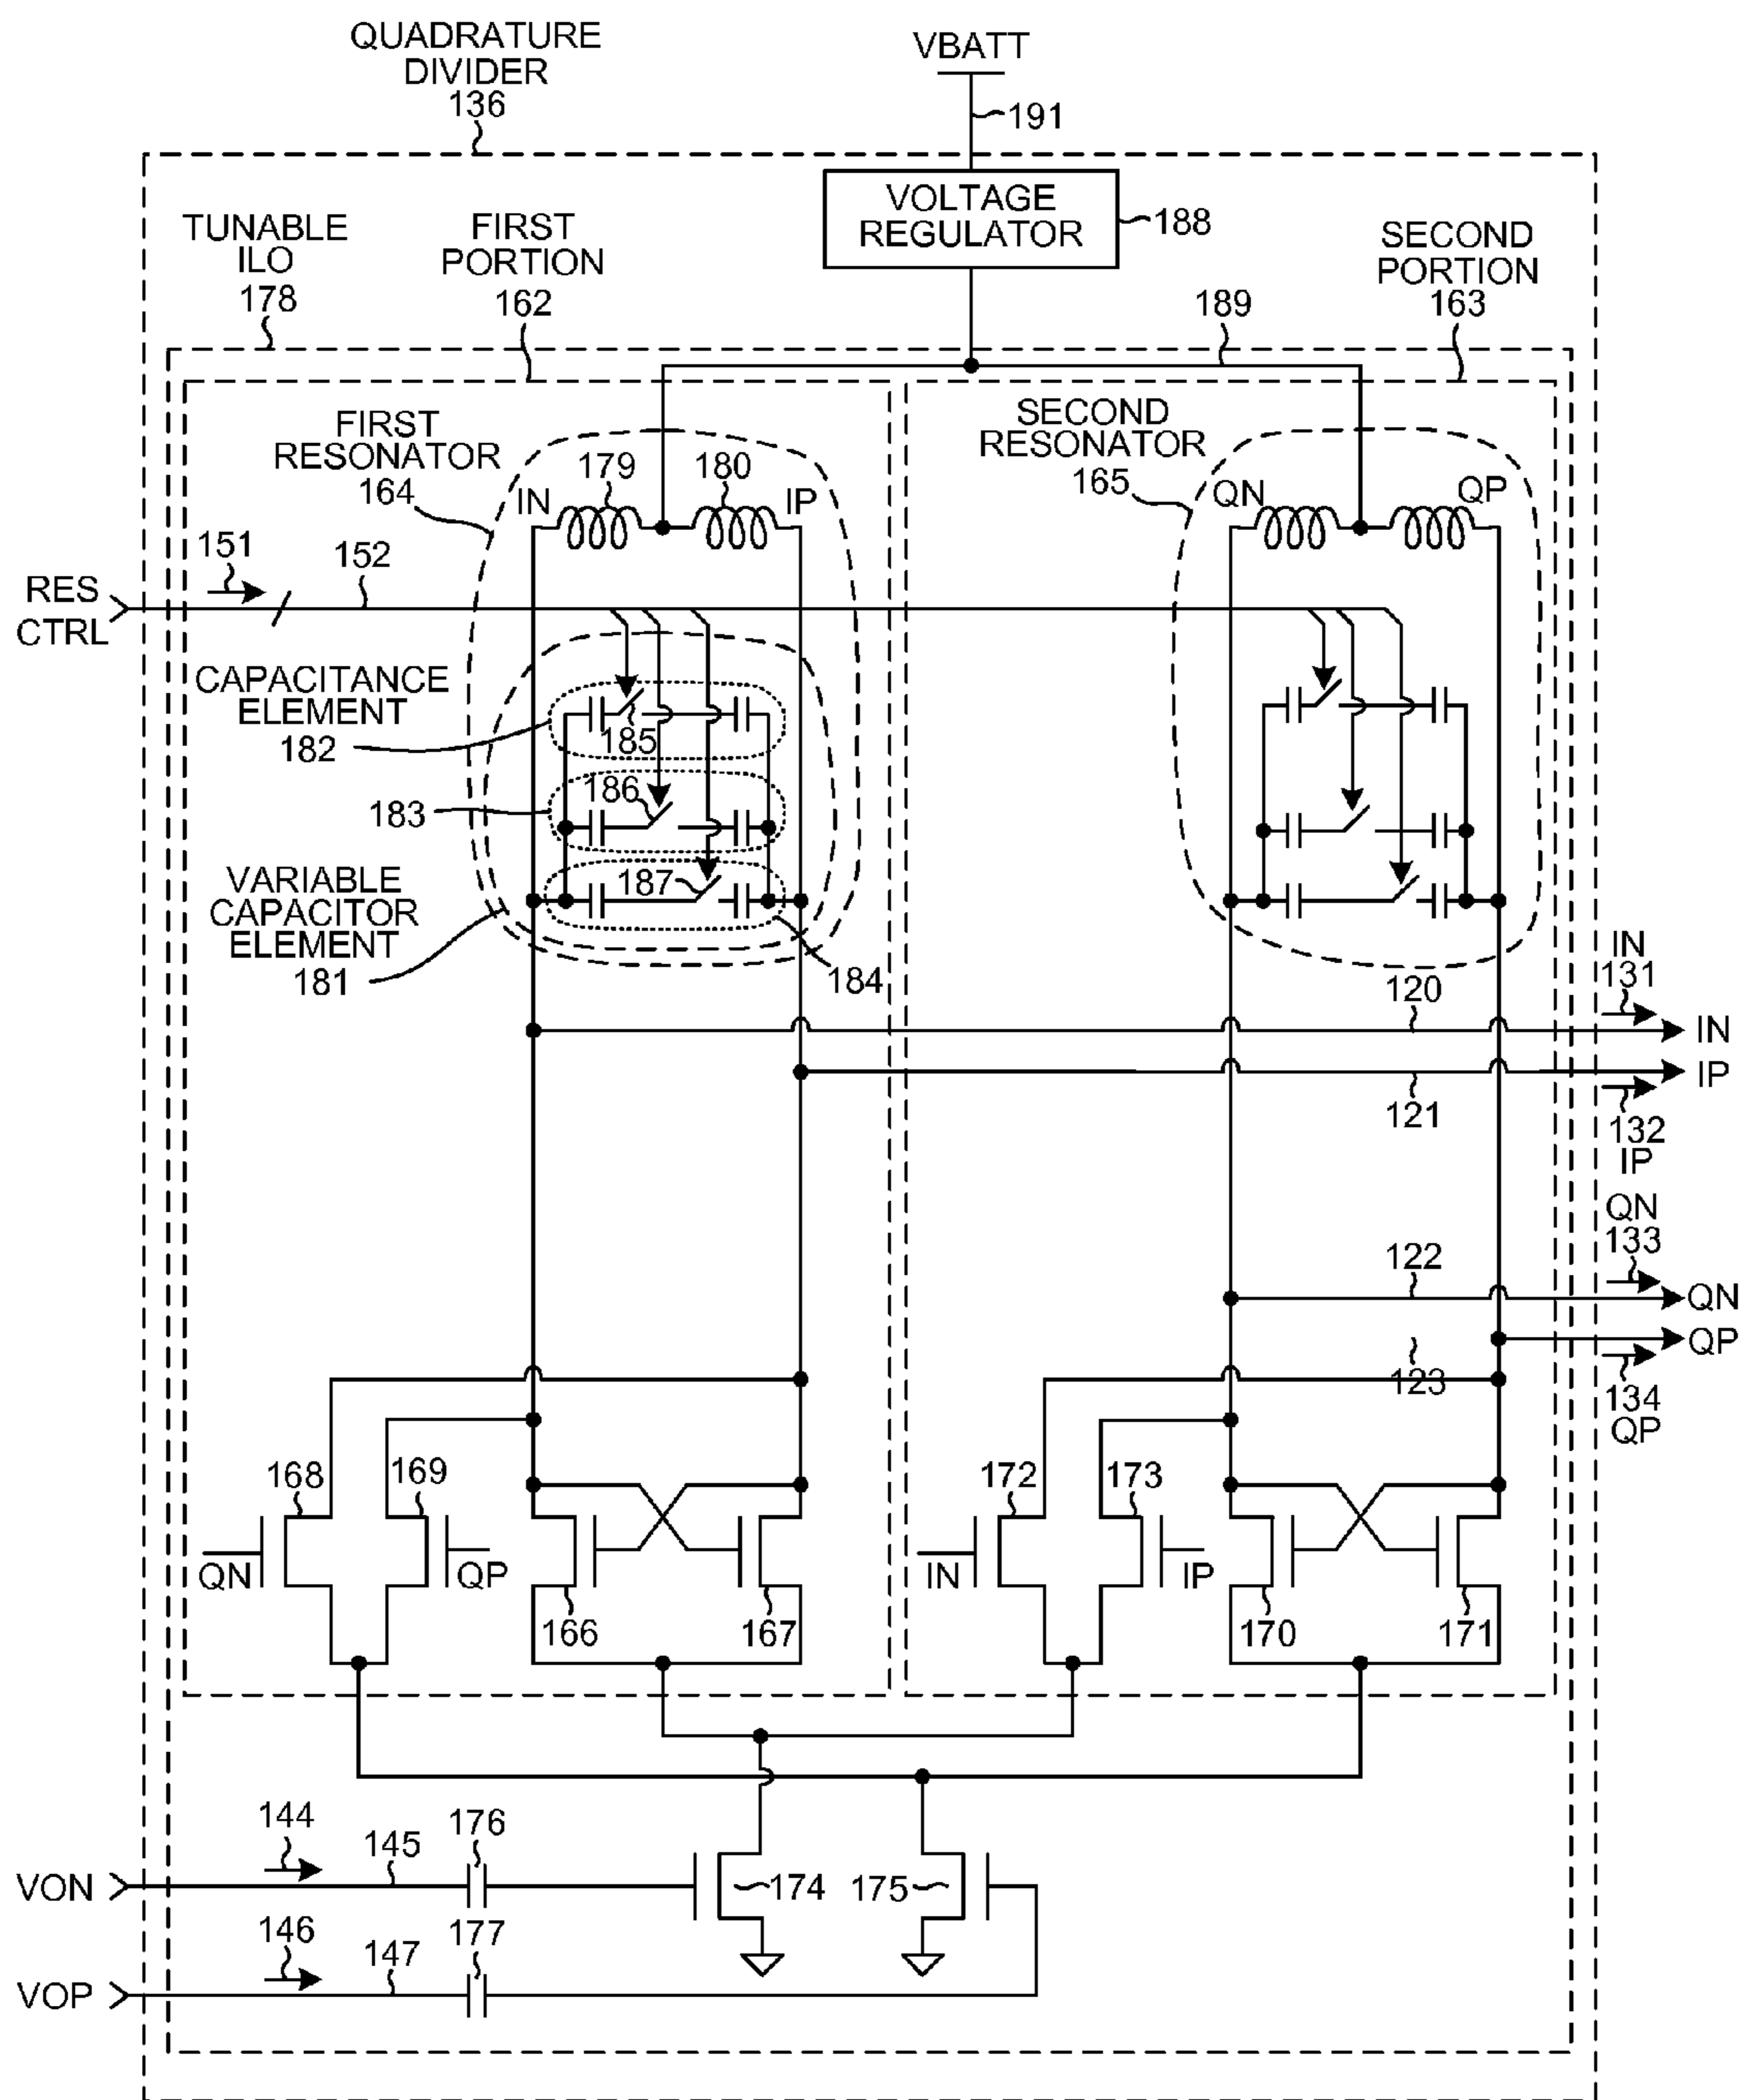 QUADRATURE
DIVIDER
136
VBATT
191
VOLTAGE
REGULATOR
188
TUNABLE
ILO
178
FIRST
PORTION
162
SECOND
PORTION
163
189
FIRST
RESONATOR
164
179
180
IN
IP
SECOND
RESONATOR
165
QN
QP
151
152
RES
CTRL
CAPACITANCE
ELEMENT
182
185
186
183
187
VARIABLE
CAPACITOR
ELEMENT
181
184
120
IN
131
IN
IP
121
132
IP
QN
133
122
QN
QP
123
134
QP
168
169
172
173
QN
QP
IN
IP
166
167
170
171
144
145
176
VON
174
175
146
147
177
VOP